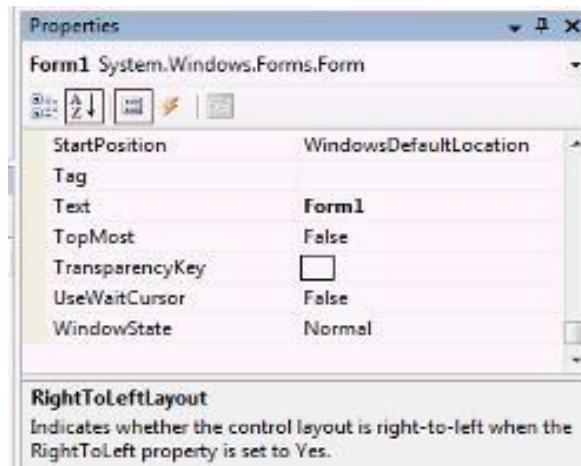 Properties
Form1 System.Windows.Forms.Form
StartPosition WindowsDefaultLocation
Tag
Text Form1
TopMost False
TransparencyKey
UseWaitCursor False
WindowState Normal
RightToLeftLayout
Indicates whether the control layout is right-to-left when the
RightToLeft property is set to Yes.